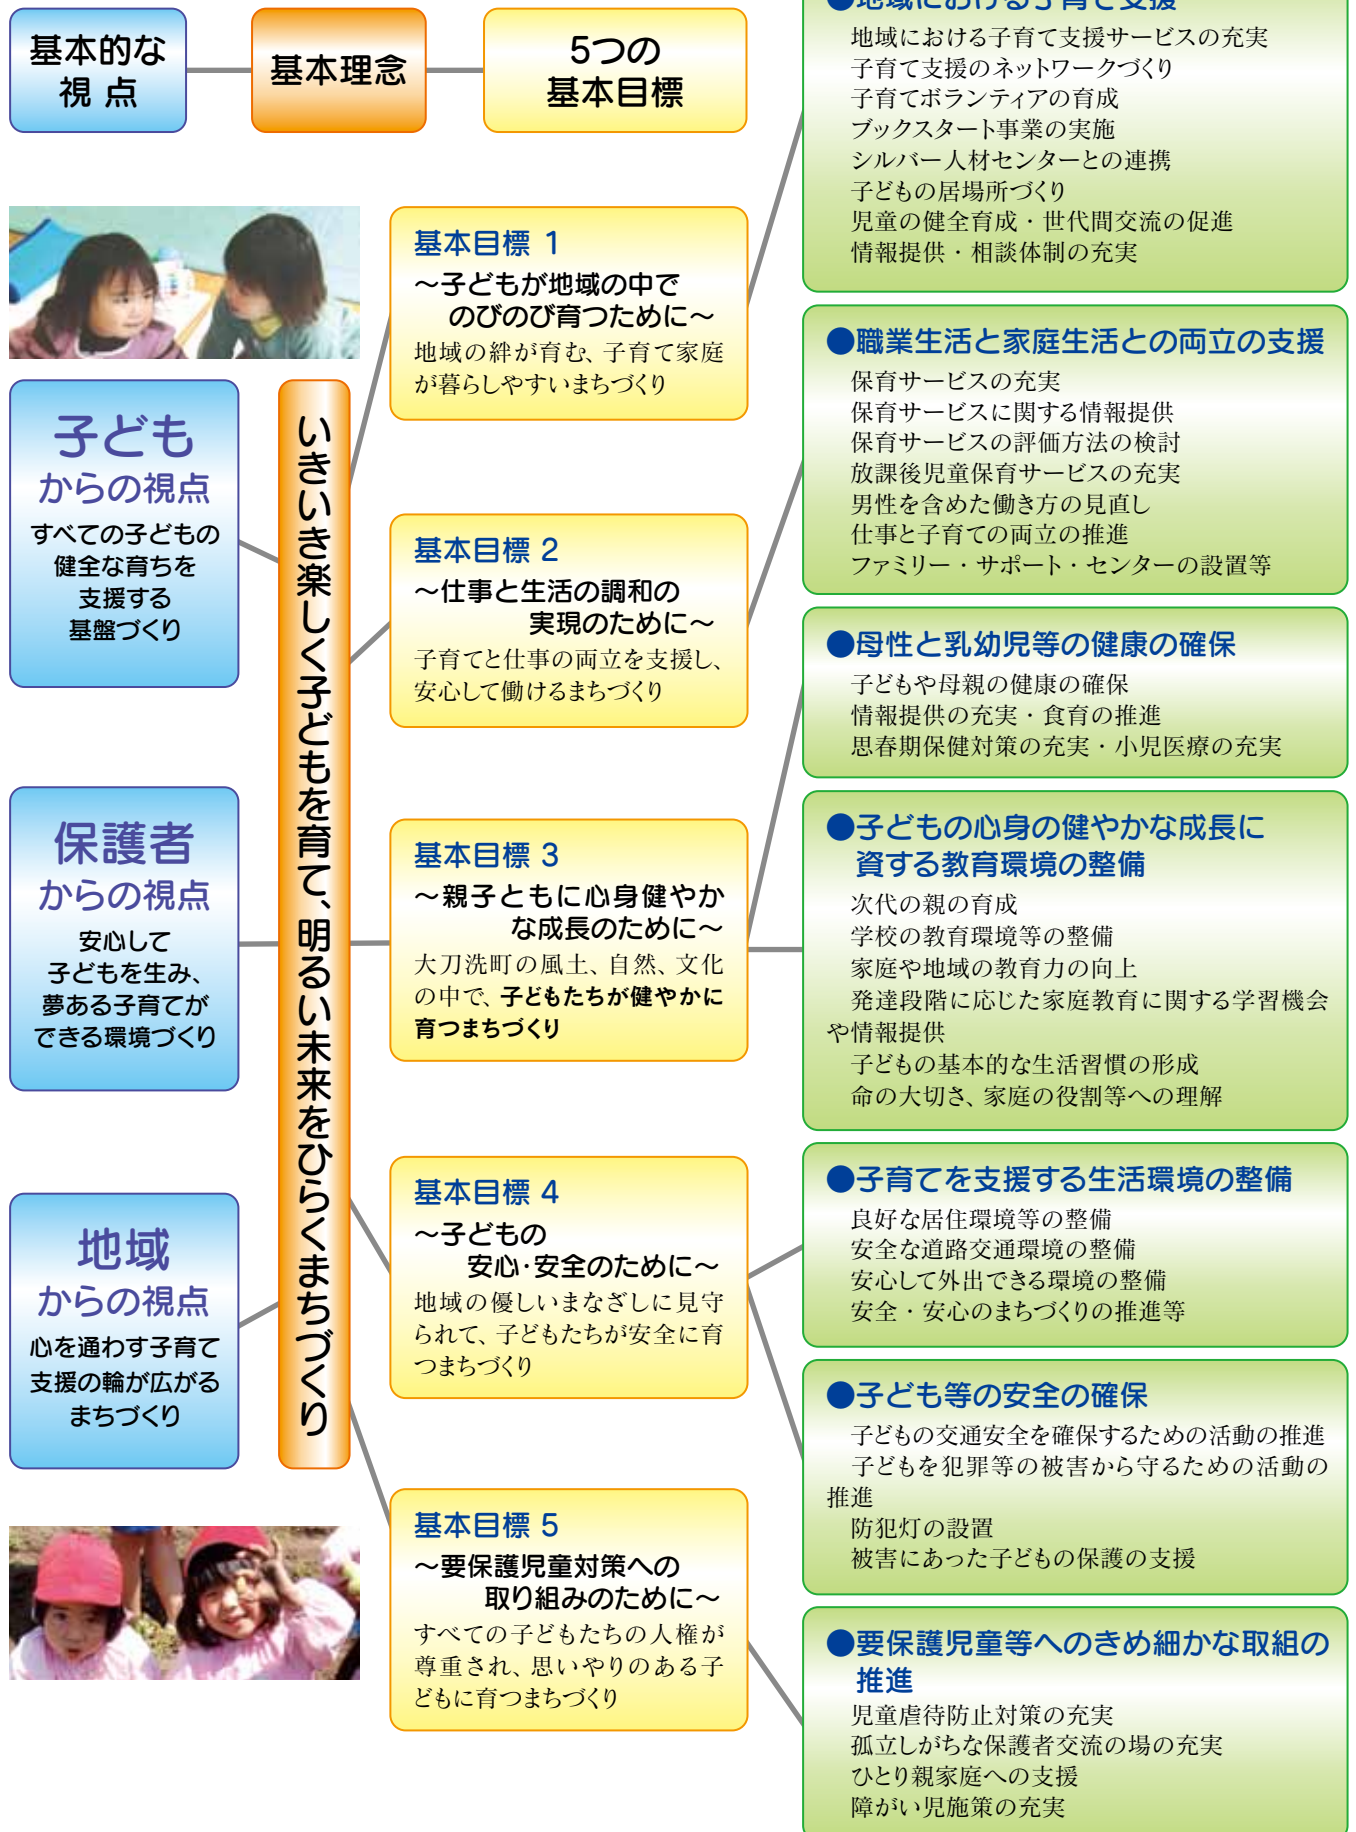 基本的な
視 点
基本理念
5つの
基本目標
子ども
からの視点
すべての子どもの
健全な育ちを
支援する
基盤づくり
保護者
からの視点
安心して
子どもを生み、
夢ある子育てが
できる環境づくり
地域
からの視点
心を通わす子育て
支援の輪が広がる
まちづくり
いきいき楽しく子どもを育て、明るい未来をひらくまちづくり
基本目標 1
～子どもが地域の中で
のびのび育つために～
地域の絆が育む、子育て家庭
が暮らしやすいまちづくり
基本目標 2
～仕事と生活の調和の
実現のために～
子育てと仕事の両立を支援し、
安心して働けるまちづくり
基本目標 3
～親子ともに心身健やか
な成長のために～
大刀洗町の風土、自然、文化
の中で、子どもたちが健やかに
育つまちづくり
基本目標 4
～子どもの
安心・安全のために～
地域の優しいまなざしに見守
られて、子どもたちが安全に育
つまちづくり
基本目標 5
～要保護児童対策への
取り組みのために～
すべての子どもたちの人権が
尊重され、思いやりのある子
どもに育つまちづくり
●地域における子育て支援
地域における子育て支援サービスの充実
子育て支援のネットワークづくり
子育てボランティアの育成
ブックスタート事業の実施
シルバー人材センターとの連携
子どもの居場所づくり
児童の健全育成・世代間交流の促進
情報提供・相談体制の充実
●職業生活と家庭生活との両立の支援
保育サービスの充実
保育サービスに関する情報提供
保育サービスの評価方法の検討
放課後児童保育サービスの充実
男性を含めた働き方の見直し
仕事と子育ての両立の推進
ファミリー・サポート・センターの設置等
●母性と乳幼児等の健康の確保
子どもや母親の健康の確保
情報提供の充実・食育の推進
思春期保健対策の充実・小児医療の充実
●子どもの心身の健やかな成長に
資する教育環境の整備
次代の親の育成
学校の教育環境等の整備
家庭や地域の教育力の向上
発達段階に応じた家庭教育に関する学習機会
や情報提供
子どもの基本的な生活習慣の形成
命の大切さ、家庭の役割等への理解
●子育てを支援する生活環境の整備
良好な居住環境等の整備
安全な道路交通環境の整備
安心して外出できる環境の整備
安全・安心のまちづくりの推進等
●子ども等の安全の確保
子どもの交通安全を確保するための活動の推進
子どもを犯罪等の被害から守るための活動の
推進
防犯灯の設置
被害にあった子どもの保護の支援
●要保護児童等へのきめ細かな取組の
推進
児童虐待防止対策の充実
孤立しがちな保護者交流の場の充実
ひとり親家庭への支援
障がい児施策の充実